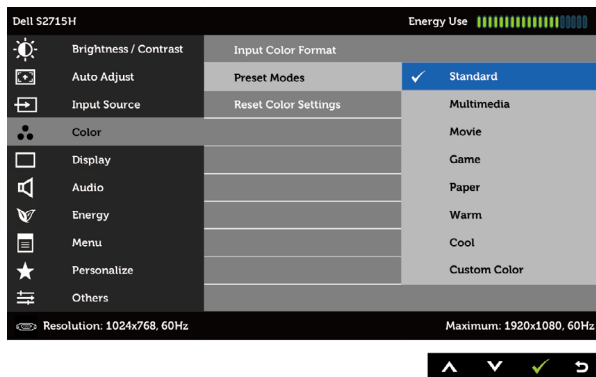 Dell S2715H Energy Use
Brightness / Contrast Input Color Format
Auto Adjust Preset Modes Standard
Input Source Reset Color Settings Multimedia
Color Movie
Display Game
Audio Paper
Energy Warm
Menu Cool
Personalize Custom Color
Others
Resolution: 1024x768, 60Hz Maximum: 1920x1080, 60Hz